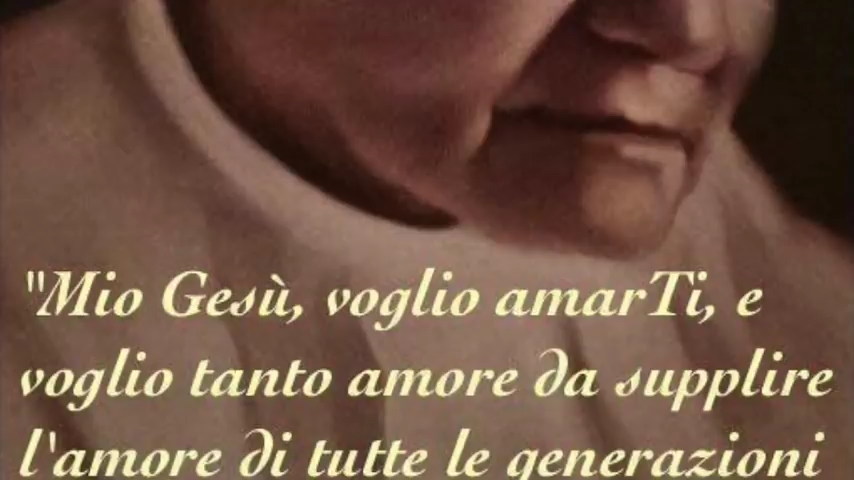 "Mio Gesù, voglio amarTi, e
voglio tanto amore da supplire
l'amore di tutte le generazioni